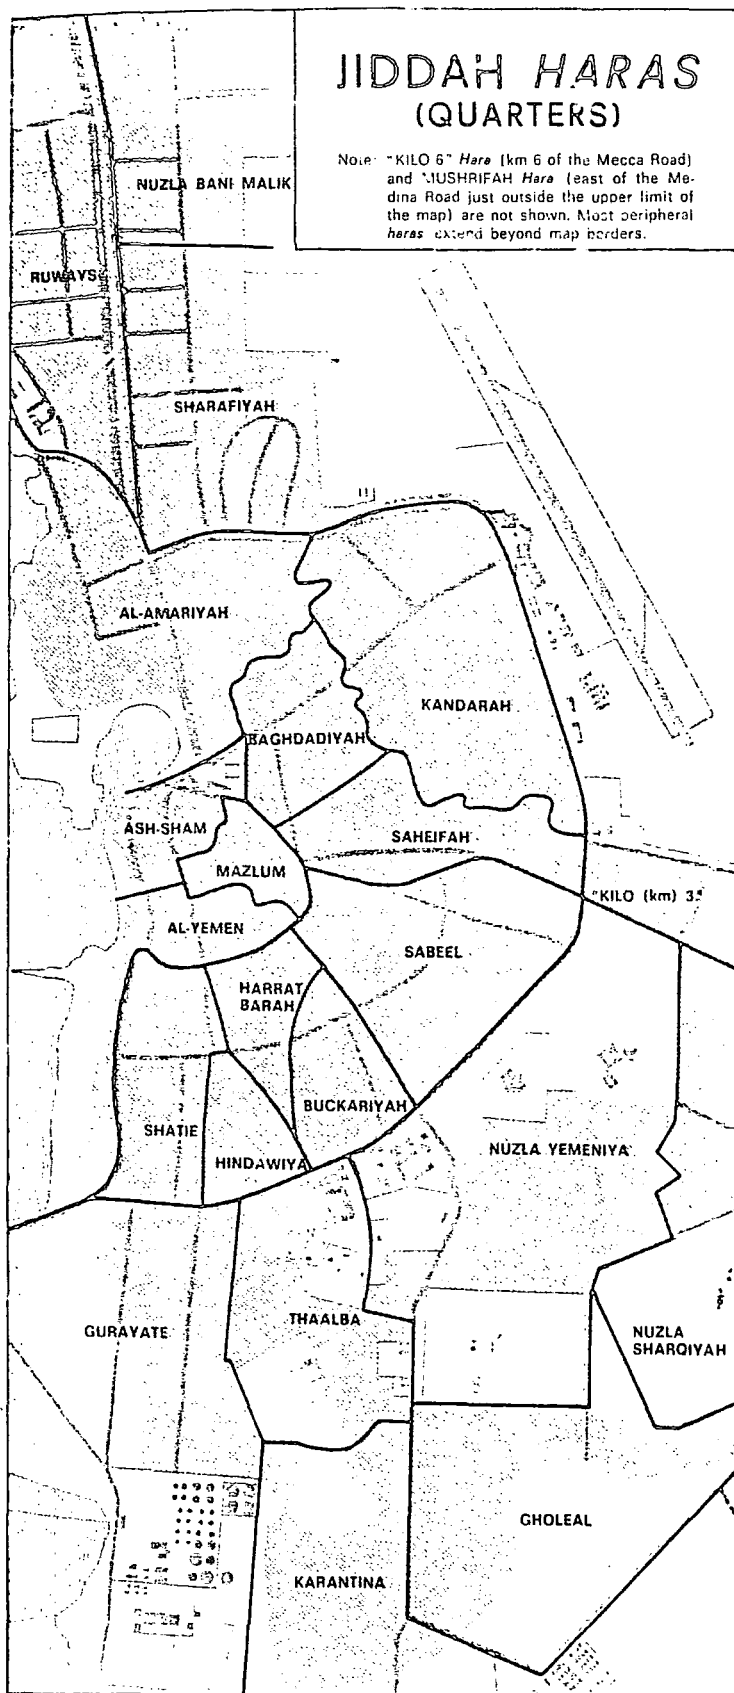 JIDDAH HARAS
(QUARTERS)
Note: "KILO 6" Hara (km 6 of the Mecca Road)
and MUSHRIFAH Hara (east of the Me-
dina Road just outside the upper limit of
the map) are not shown. Most peripheral
haras extend beyond map borders.
NUZLA BANI MALIK
RUWAYS
SHARAFIYAH
AL-AMARIYAH
KANDARAH
BAGHDADIYAH
ASH-SHAM
SAHEIFAH
MAZLUM
"KILO (km) 3"
AL-YEMEN
SABEEL
HARRAT
BARAH
BUCKARIYAH
SHATIE
NUZLA YEMENIYA
HINDAWIYA
THAALBA
GURAYATE
NUZLA
SHARQIYAH
GHOLEAL
KARANTINA